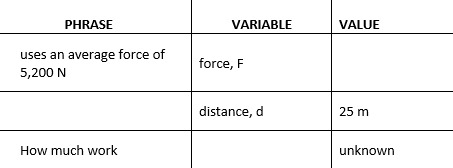 PHRASE VARIABLE VALUE
uses an average force of
5,200 N
force, F
distance, d 25 m
How much work unknown